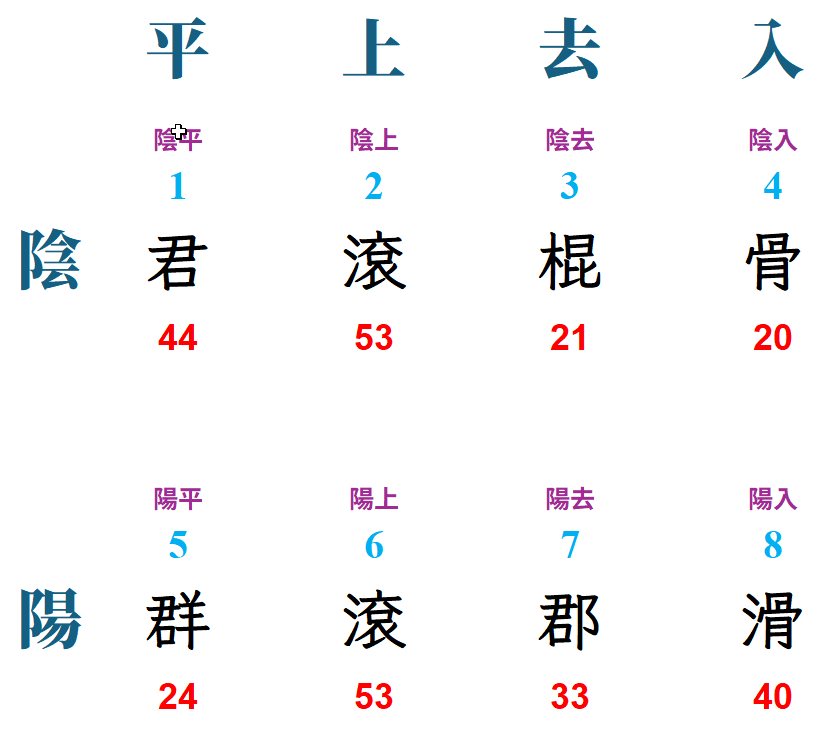 平 上 去 入
陰平 陰上 陰去 陰入
1 2 3 4
陰 君 滾 棍 骨
44 53 21 20
陽平 陽上 陽去 陽入
5 6 7 8
陽 群 滾 郡 滑
24 53 33 40